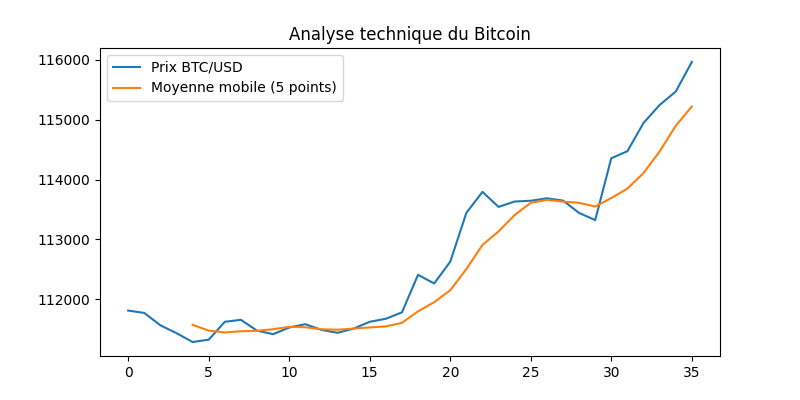 Analyse technique du Bitcoin
Prix BTC/USD
Moyenne mobile (5 points)
116000
115000
114000
113000
112000
0 5 10 15 20 25 30 35